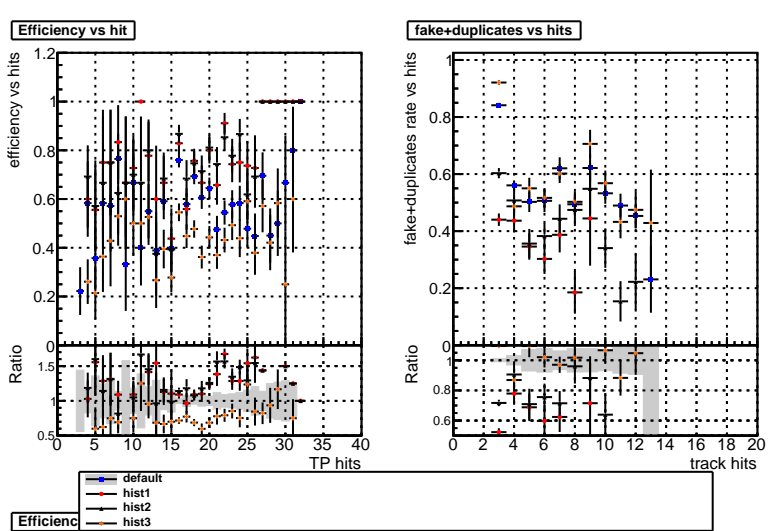 Efficiency vs hit
fake+duplicates vs hits
efficiency vs hits
1.2
1
0.8
0.6
0.4
0.2
0
fake+duplicates rate vs hits
1
0.8
0.6
0.4
0.2
0
Ratio
1.5
1
0.5
0 5 10 15 20 25 30 35 40
TP hits
Ratio
1
0.8
0.6
0 2 4 6 8 10 12 14 16 18 20
track hits
default
hist1
hist2
hist3
Efficienc